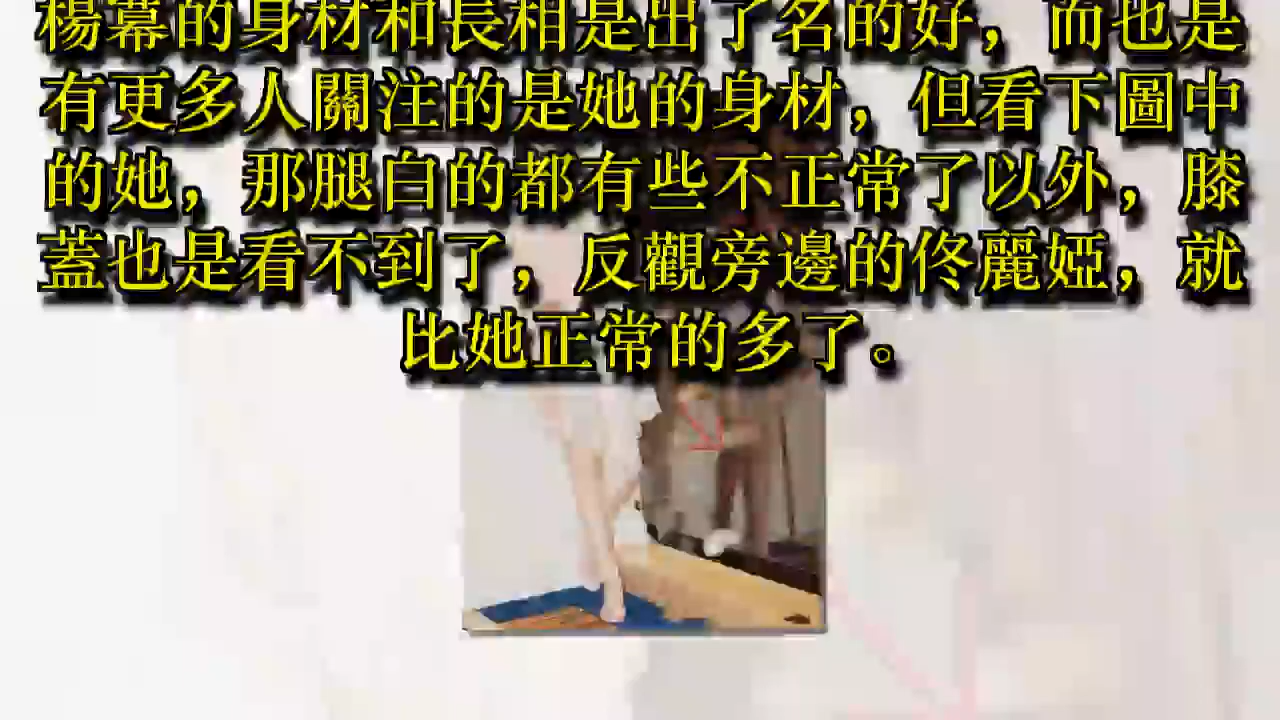 楊冪的身材和長相是出了名的好，而也是
有更多人關注的是她的身材，但看下圖中
的她，那腿白的都有些不正常了以外，膝
蓋也是看不到了，反觀旁邊的佟麗婭，就
比她正常的多了。